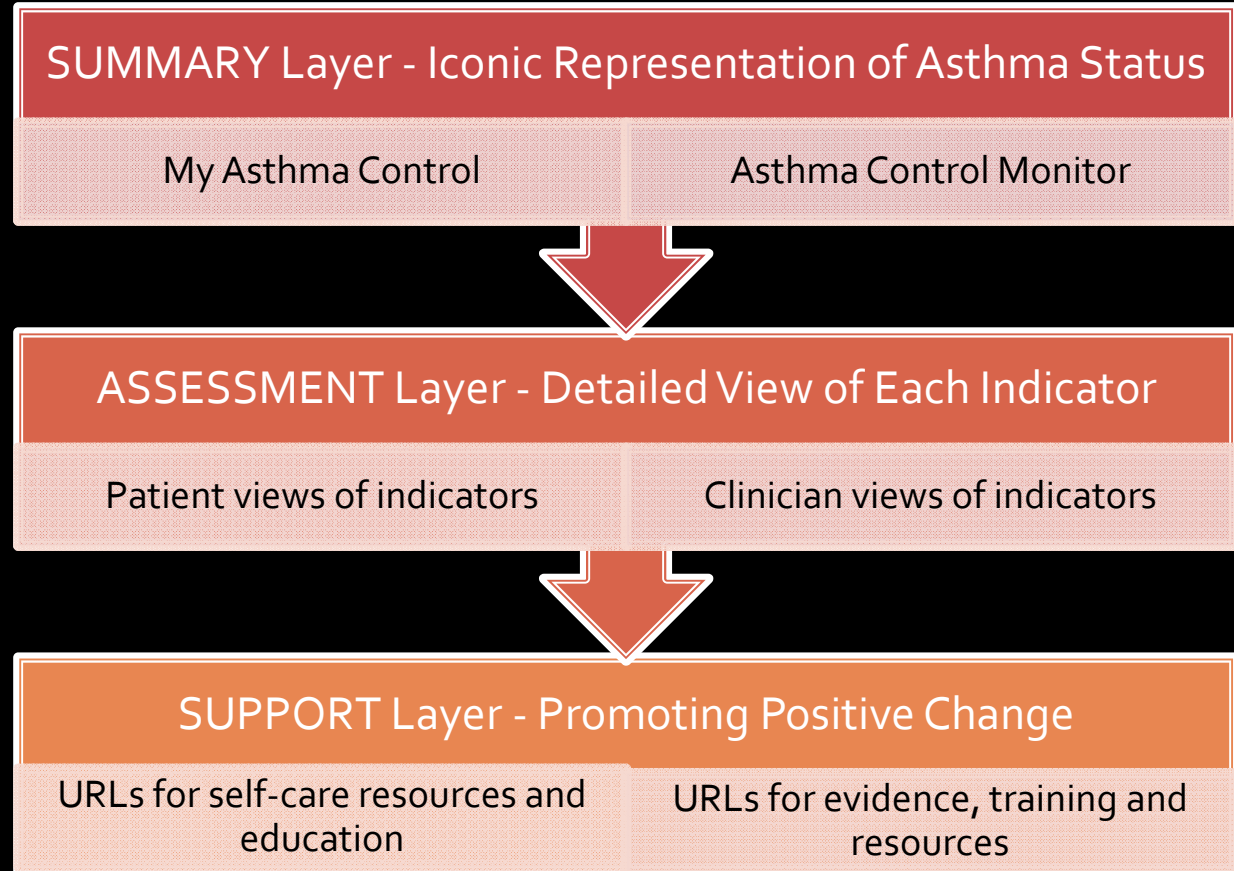 SUMMARY Layer - Iconic Representation of Asthma Status
My Asthma Control
Asthma Control Monitor
ASSESSMENT Layer - Detailed View of Each Indicator
Patient views of indicators
Clinician views of indicators
SUPPORT Layer - Promoting Positive Change
URLs for self-care resources and
education
URLs for evidence, training and
resources